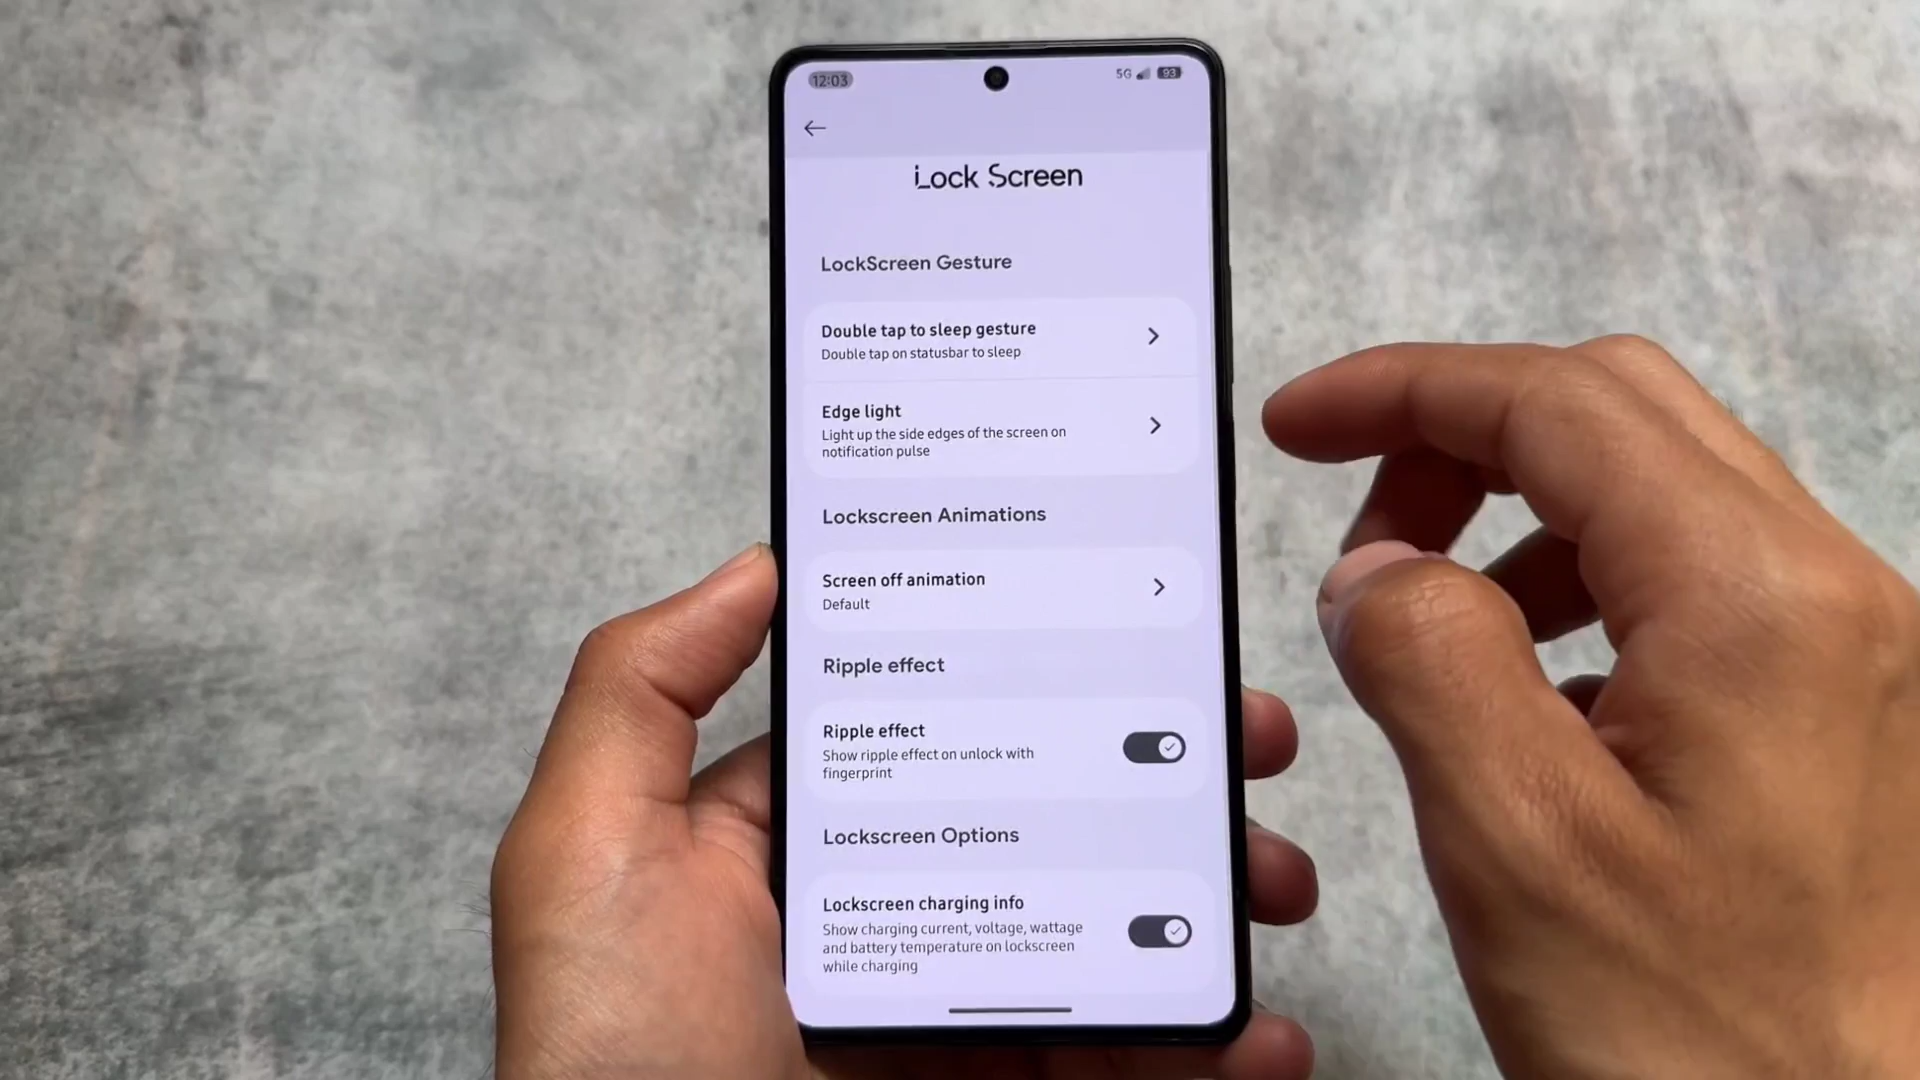 12:03
5G 93
Lock Screen
LockScreen Gesture
Double tap to sleep gesture
Double tap on statusbar to sleep
Edge light
Light up the side edges of the screen on
notification pulse
Lockscreen Animations
Screen off animation
Default
Ripple effect
Ripple effect
Show ripple effect on unlock with
fingerprint
Lockscreen Options
Lockscreen charging info
Show charging current, voltage, wattage
and battery temperature on lockscreen
while charging